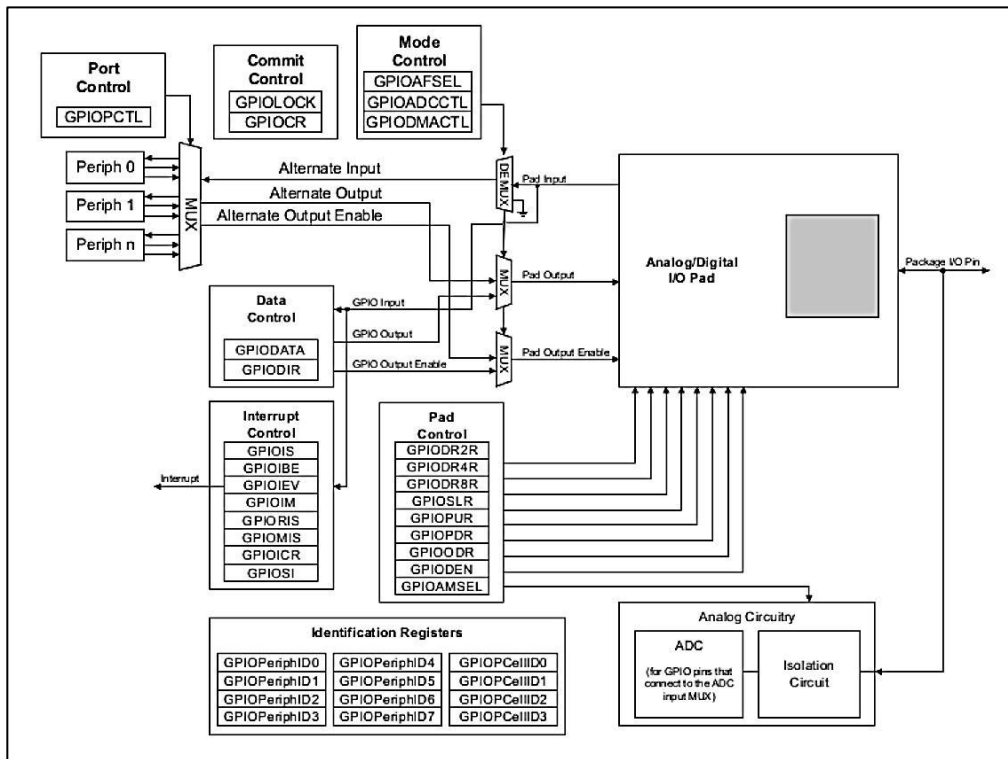 Port
Control
GPIOPCTL
Commit
Control
GPIOLOCK
GPIOCR
Mode
Control
GPIOAFSEL
GPIOADCCTL
GPIODMACTL
Periph 0
Periph 1
Periph n
MUX
Alternate Input
Alternate Output
Alternate Output Enable
DEMUX
Pad Input
MUX
Pad Output
MUX
Pad Output Enable
Analog/Digital
I/O Pad
Package I/O Pin
Data
Control
GPIODATA
GPIODIR
GPIO Input
GPIO Output
GPIO Output Enable
Interrupt
Control
GPIOIS
GPIOIBE
GPIOIEV
GPIOIM
GPIORIS
GPIOMIS
GPIOICR
GPIOSI
Interrupt
Pad
Control
GPIODR2R
GPIODR4R
GPIODR8R
GPIOSLR
GPIOPUR
GPIOPDR
GPIOODR
GPIODEN
GPIOAMSEL
Analog Circuitry
ADC
(for GPIO pins that
connect to the ADC
input MUX)
Isolation
Circuit
Identification Registers
GPIOPeriphID0
GPIOPeriphID1
GPIOPeriphID2
GPIOPeriphID3
GPIOPeriphID4
GPIOPeriphID5
GPIOPeriphID6
GPIOPeriphID7
GPIOPCellID0
GPIOPCellID1
GPIOPCellID2
GPIOPCellID3